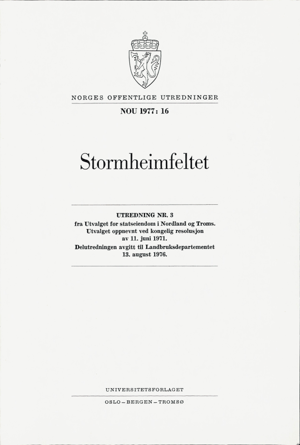 NORGES OFFENTLIGE UTREDNINGER
NOU 1977: 16
Stormheimfeltet
UTREDNING NR. 3
fra Utvalget for statseiendom i Nordland og Troms.
Utvalget oppnevnt ved kongelig resolusjon
av 11. juni 1971.
Delutredningen avgitt til Landbruksdepartementet
13. august 1976.
UNIVERSITETSFORLAGET
OSLO – BERGEN – TROMSØ